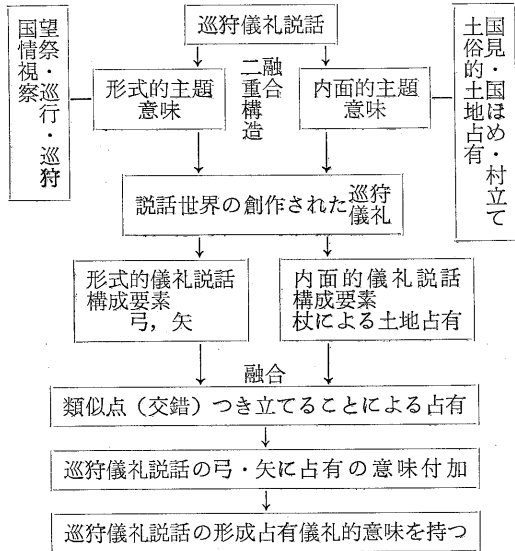 巡狩儀礼説話
望祭・巡行・巡狩
国情視察
形式的主題
意味
融合
二重構造
内面的主題
意味
国見・国ほめ・村立て
土俗的土地占有
説話世界の創作された巡狩儀礼
形式的儀礼説話
構成要素
弓，矢
内面的儀礼説話
構成要素
杖による土地占有
融合
類似点（交錯）つき立てることによる占有
巡狩儀礼説話の弓・矢に占有の意味付加
巡狩儀礼説話の形成占有儀礼的意味を持つ